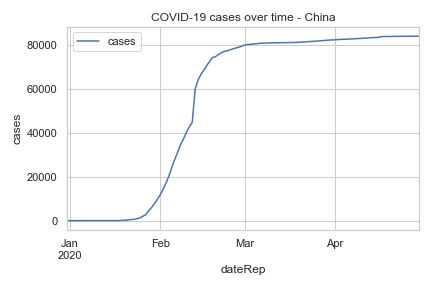 COVID-19 cases over time - China
cases
80000
60000
40000
20000
0
cases
Jan
2020
Feb
Mar
Apr
dateRep